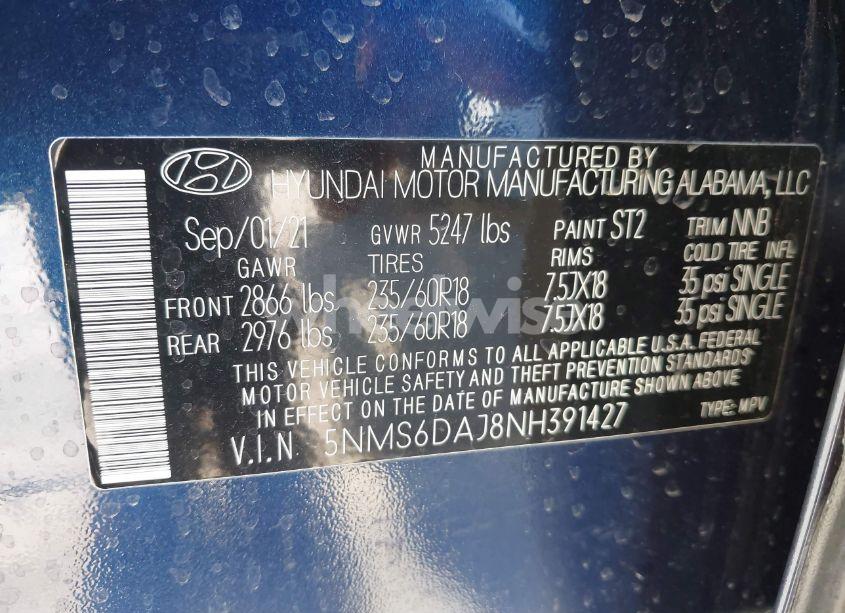 MANUFACTURED BY
HYUNDAI MOTOR MANUFACTURING ALABAMA, LLC
Sep/01/21 GVWR 5247 lbs PAINT ST2 TRIM NNB
GAWR TIRES RIMS COLD TIRE INFL
FRONT 2866 lbs 235/60R18 7.5JX18 35 psi SINGLE
REAR 2976 lbs 235/60R18 7.5JX18 35 psi SINGLE
THIS VEHICLE CONFORMS TO ALL APPLICABLE U.S.A. FEDERAL
MOTOR VEHICLE SAFETY AND THEFT PREVENTION STANDARDS
IN EFFECT ON THE DATE OF MANUFACTURE SHOWN ABOVE
V.I.N. 5NMS6DAJ8NH391427 TYPE: MPV